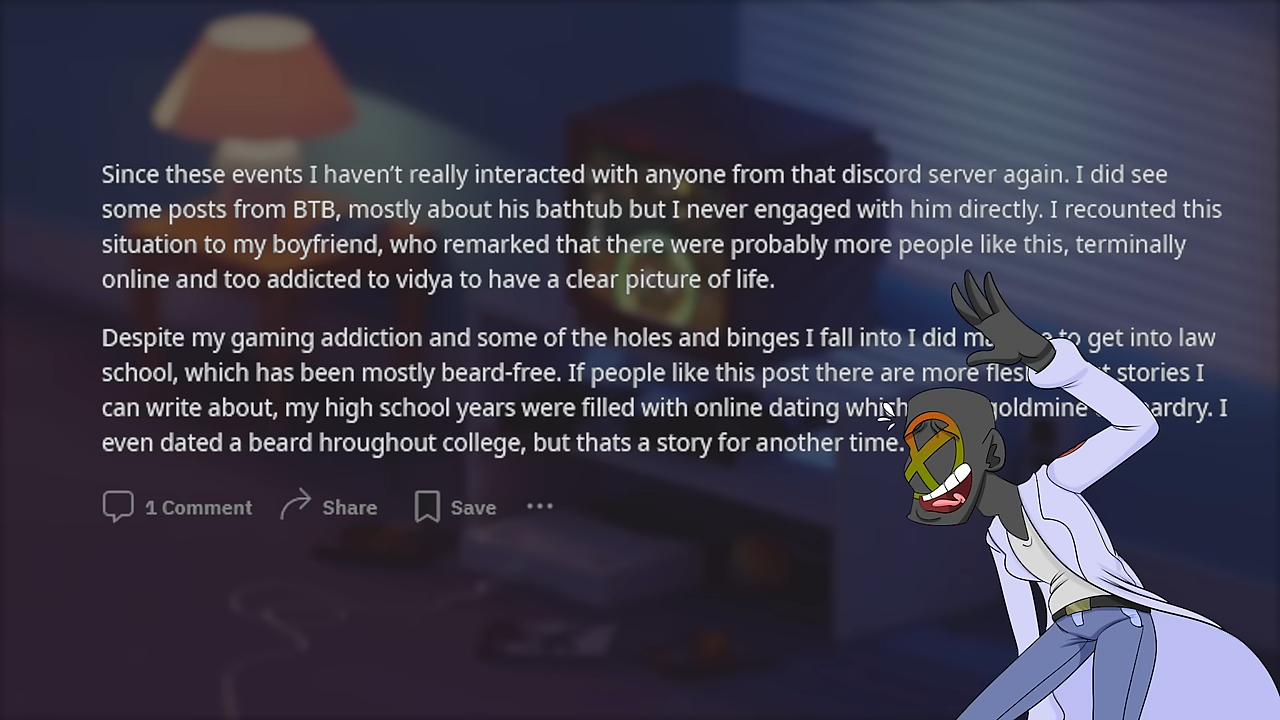 Since these events I haven’t really interacted with anyone from that discord server again. I did see
some posts from BTB, mostly about his bathtub but I never engaged with him directly. I recounted this
situation to my boyfriend, who remarked that there were probably more people like this, terminally
online and too addicted to vidya to have a clear picture of life.
Despite my gaming addiction and some of the holes and binges I fall into I did to get into law
school, which has been mostly beard-free. If people like this post there are more stories I
can write about, my high school years were filled with online dating which goldmine I
even dated a beard hroughout college, but thats a story for another time.
1 Comment Share Save